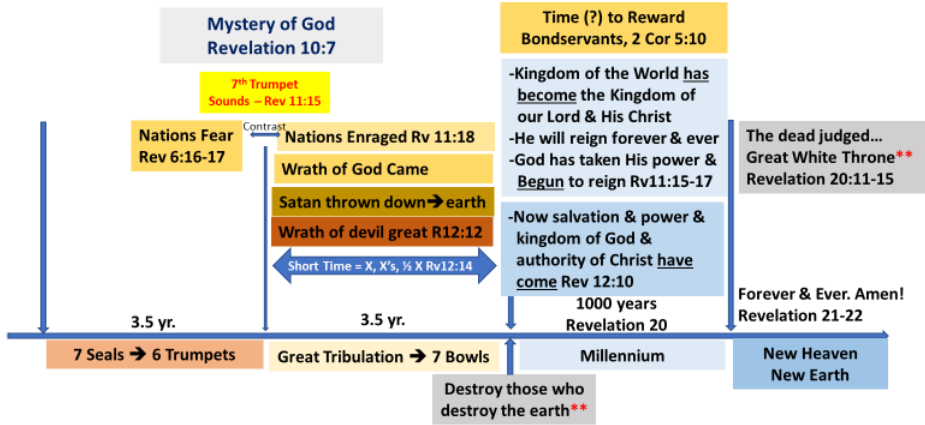 Mystery of God
Revelation 10:7
7th Trumpet
Sounds – Rev 11:15
Contrast
Nations Fear
Rev 6:16-17
Nations Enraged Rv 11:18
Wrath of God Came
Satan thrown down➔earth
Wrath of devil great R12:12
Short Time = X, X's, ½ X Rv12:14
Time (?) to Reward
Bondservants, 2 Cor 5:10
-Kingdom of the World has
become the Kingdom of
our Lord & His Christ
-He will reign forever & ever
-God has taken His power &
Begun to reign Rv11:15-17
-Now salvation & power &
kingdom of God &
authority of Christ have
come Rev 12:10
The dead judged…
Great White Throne**
Revelation 20:11-15
3.5 yr.
3.5 yr.
1000 years
Revelation 20
Forever & Ever. Amen!
Revelation 21-22
7 Seals ➔ 6 Trumpets
Great Tribulation ➔ 7 Bowls
Millennium
New Heaven
New Earth
Destroy those who
destroy the earth**